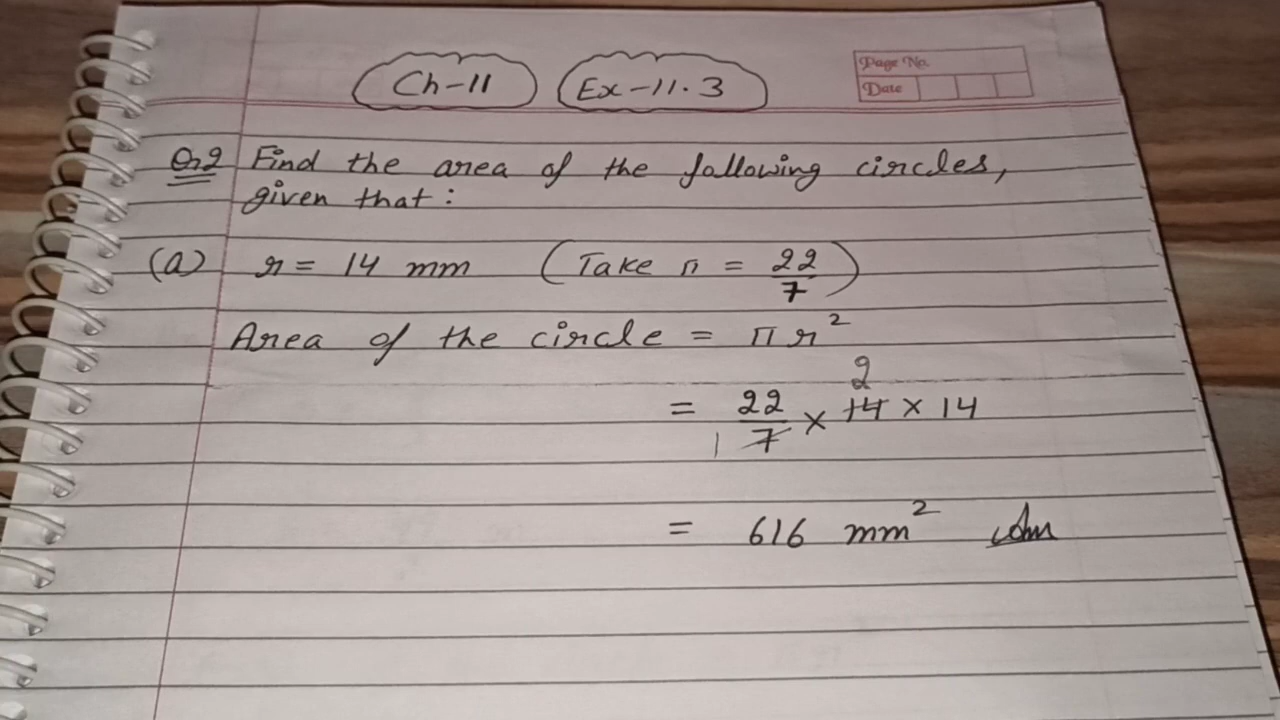 Ch-11 Ex-11.3
Page No.
Date
Q.2 Find the area of the following circles,
given that:
(a) r = 14 mm (Take π = 22/7)
Area of the circle = πr²
2
= 22/7 × 14 × 14
1
= 616 mm² Ans